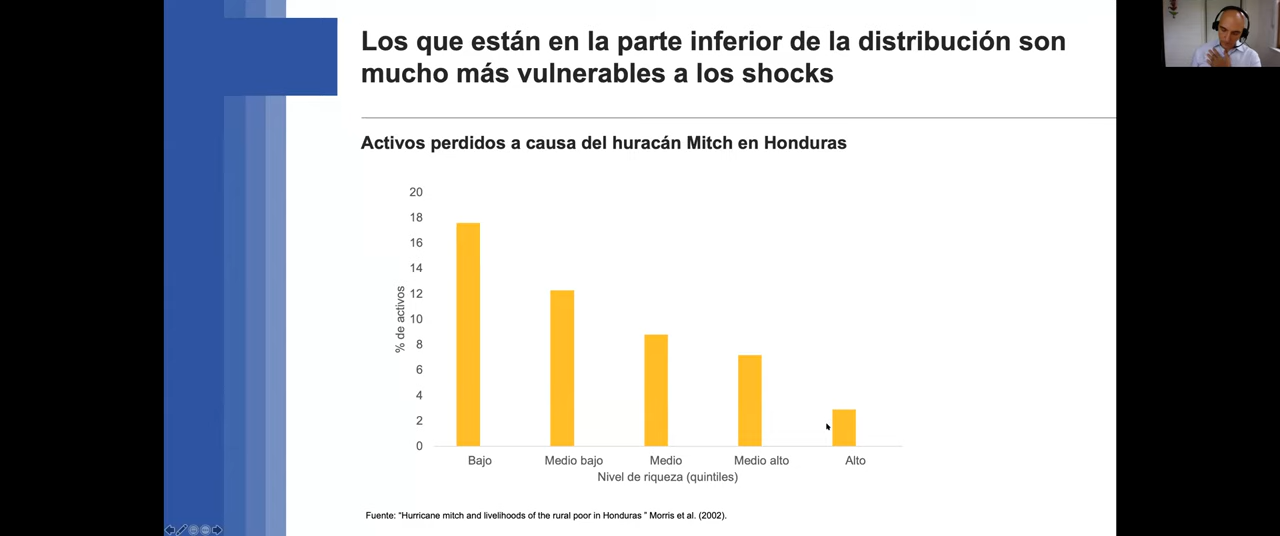 Los que están en la parte inferior de la distribución son
mucho más vulnerables a los shocks
Activos perdidos a causa del huracán Mitch en Honduras
20
18
16
14
12
10
8
6
4
2
0
% de activos
Bajo
Medio bajo
Medio
Medio alto
Alto
Nivel de riqueza (quintiles)
Fuente: “Hurricane mitch and livelihoods of the rural poor in Honduras ” Morris et al. (2002).